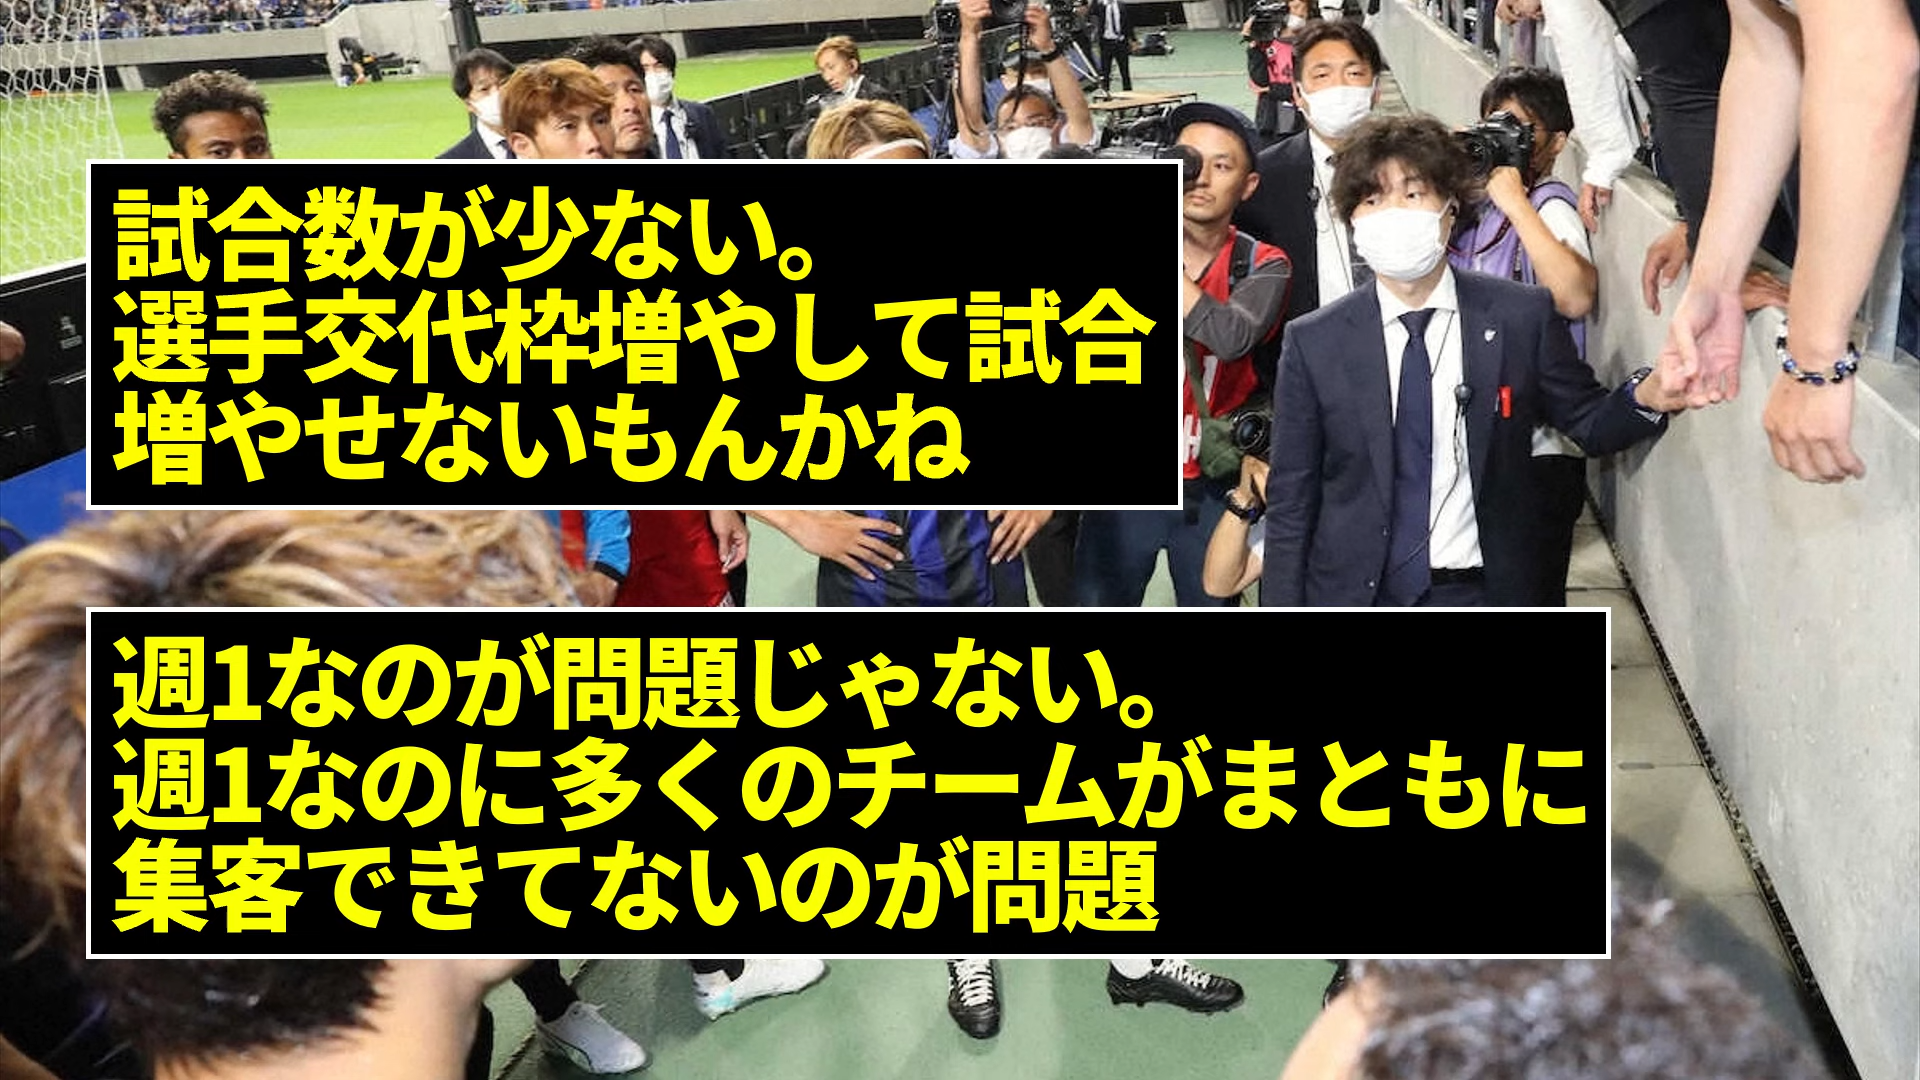 試合数が少ない。
選手交代枠増やして試合
増やせないもんかね
週1なのが問題じゃない。
週1なのに多くのチームがまともに
集客できてないのが問題